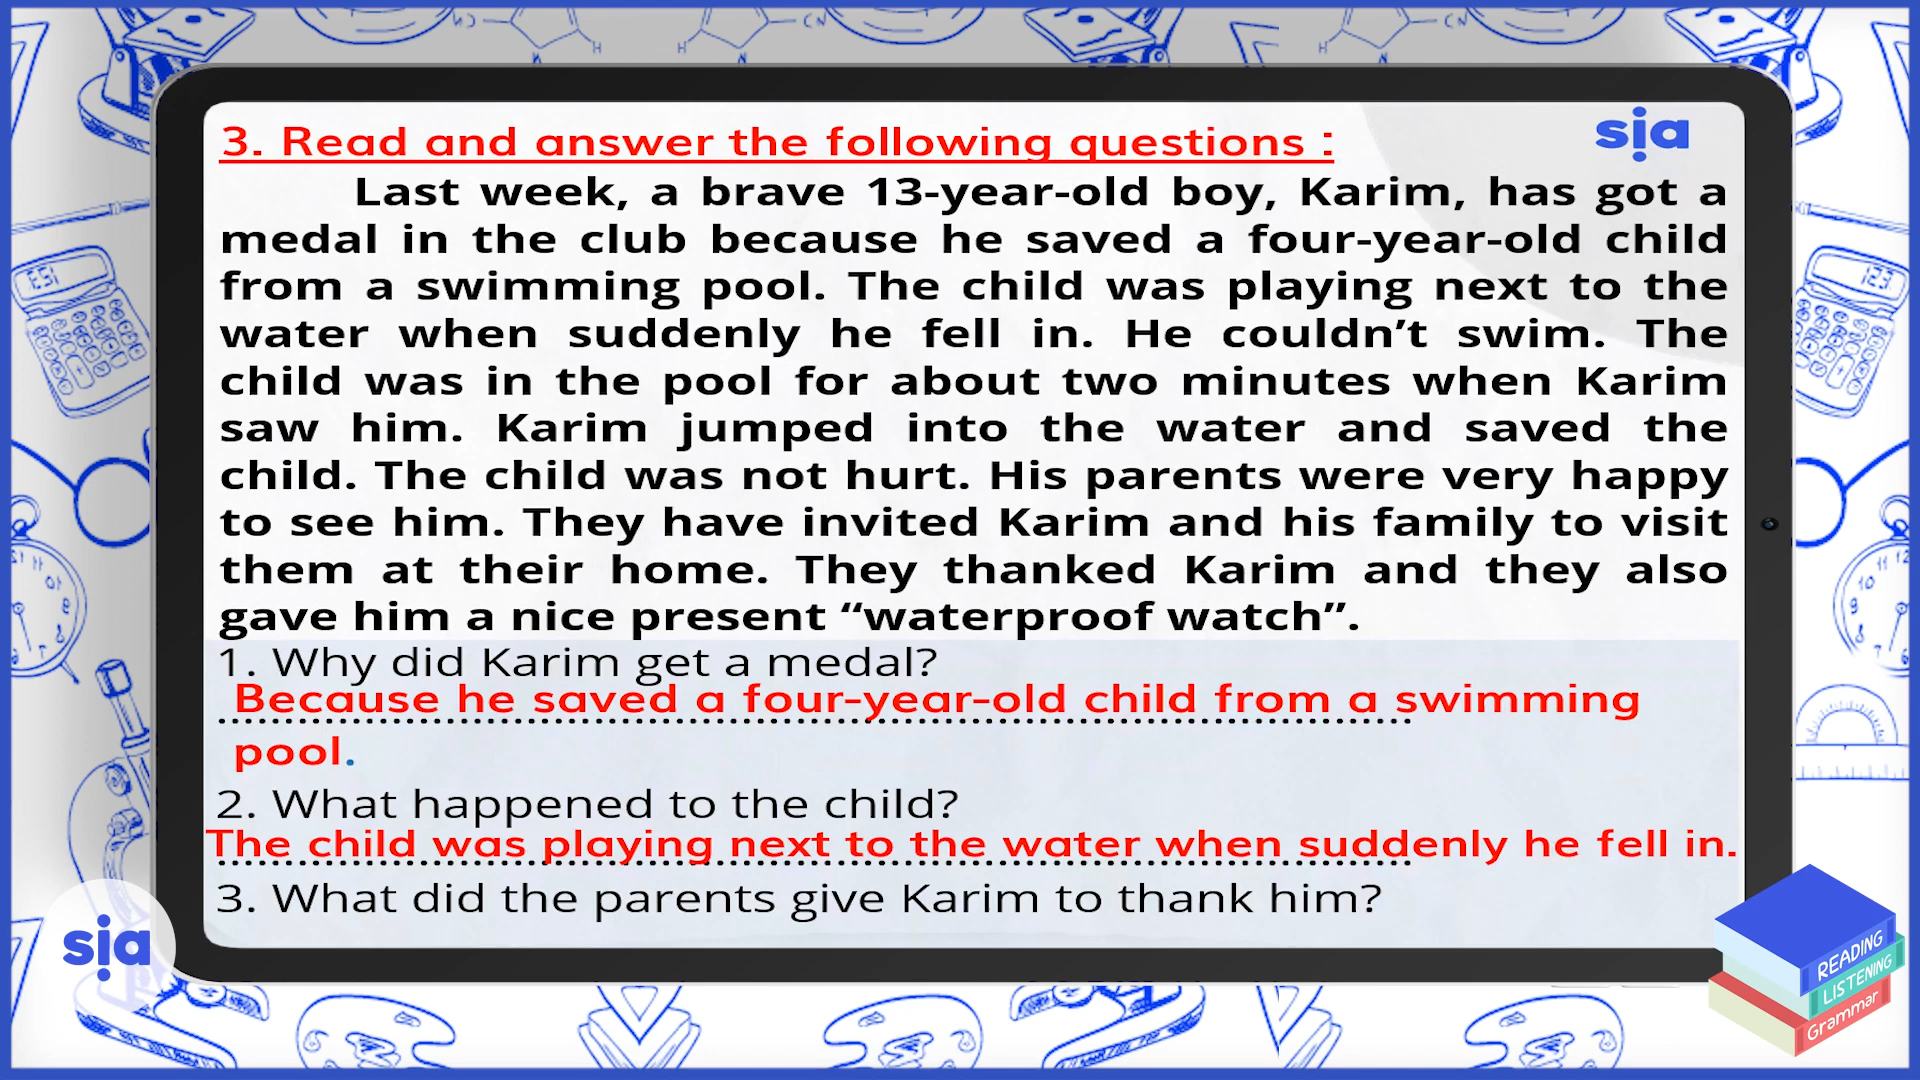 3. Read and answer the following questions :
sia
Last week, a brave 13-year-old boy, Karim, has got a
medal in the club because he saved a four-year-old child
from a swimming pool. The child was playing next to the
water when suddenly he fell in. He couldn’t swim. The
child was in the pool for about two minutes when Karim
saw him. Karim jumped into the water and saved the
child. The child was not hurt. His parents were very happy
to see him. They have invited Karim and his family to visit
them at their home. They thanked Karim and they also
gave him a nice present “waterproof watch”.
1. Why did Karim get a medal?
Because he saved a four-year-old child from a swimming
pool.
2. What happened to the child?
The child was playing next to the water when suddenly he fell in.
3. What did the parents give Karim to thank him?
sia
READING
LISTENING
Grammar